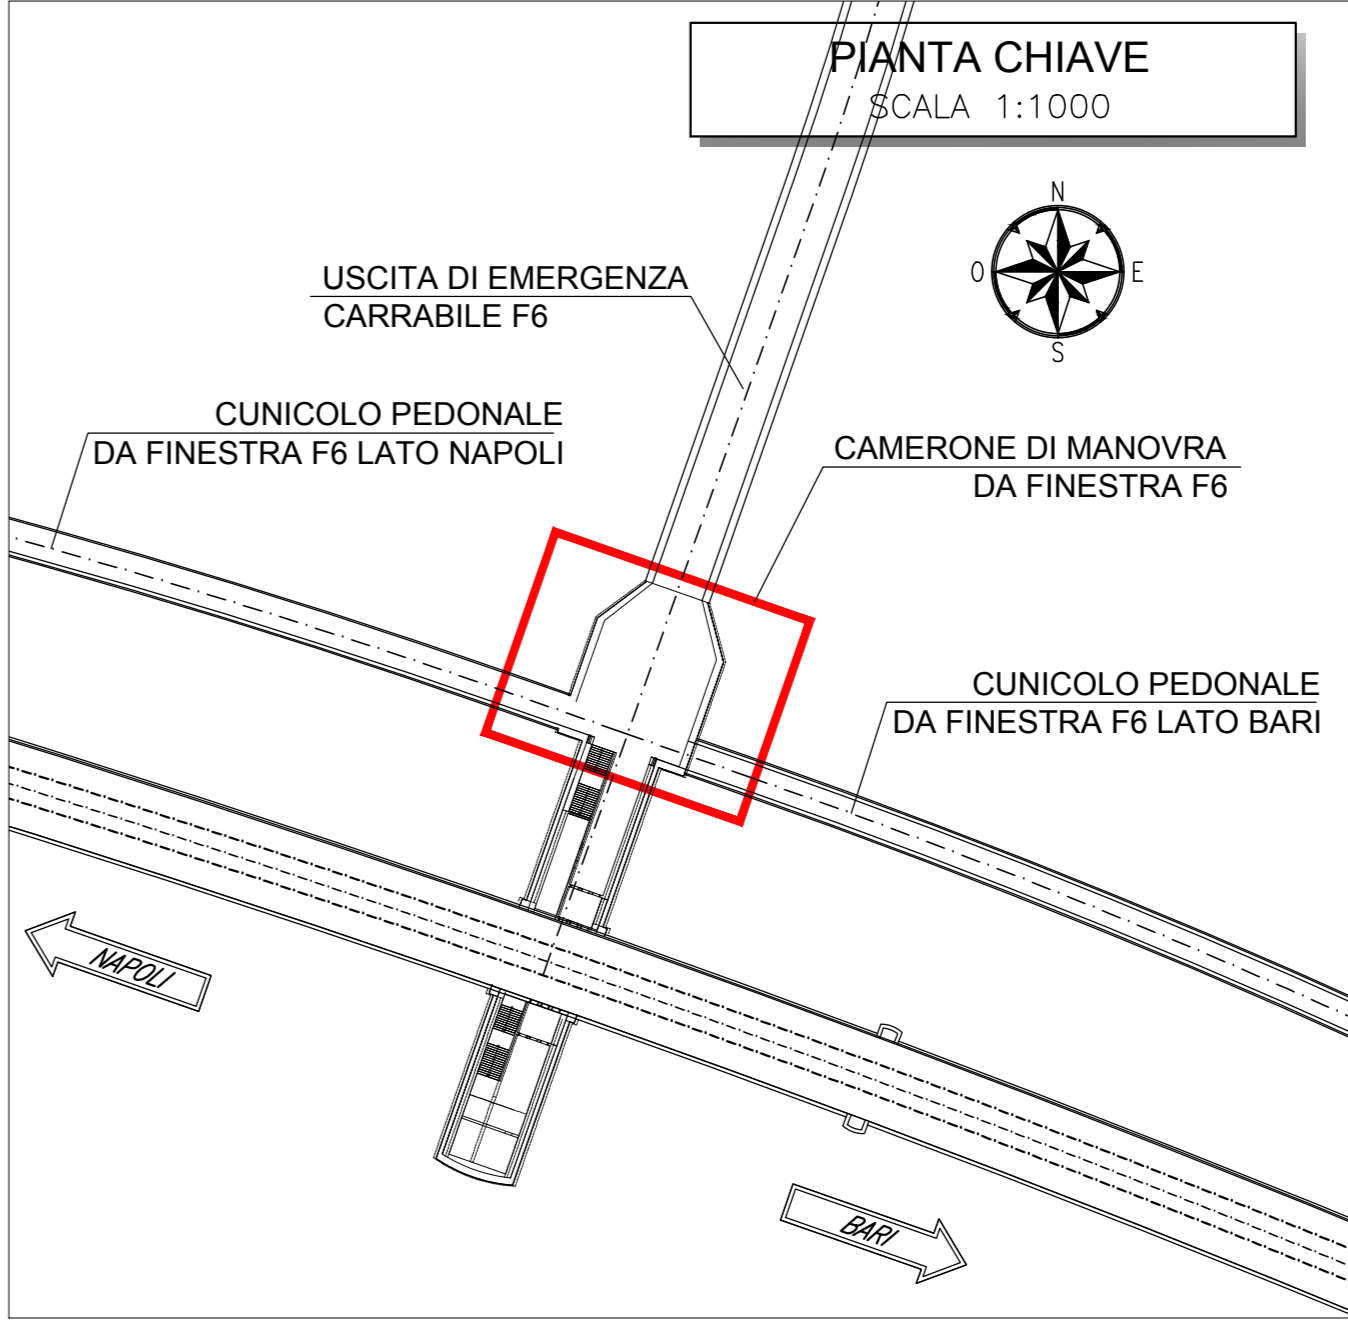 PIANTA CHIAVE
SCALA 1:1000
N
O
E
S
USCITA DI EMERGENZA
CARRABILE F6
CUNICOLO PEDONALE
DA FINESTRA F6 LATO NAPOLI
CAMERONE DI MANOVRA
DA FINESTRA F6
CUNICOLO PEDONALE
DA FINESTRA F6 LATO BARI
NAPOLI
BARI